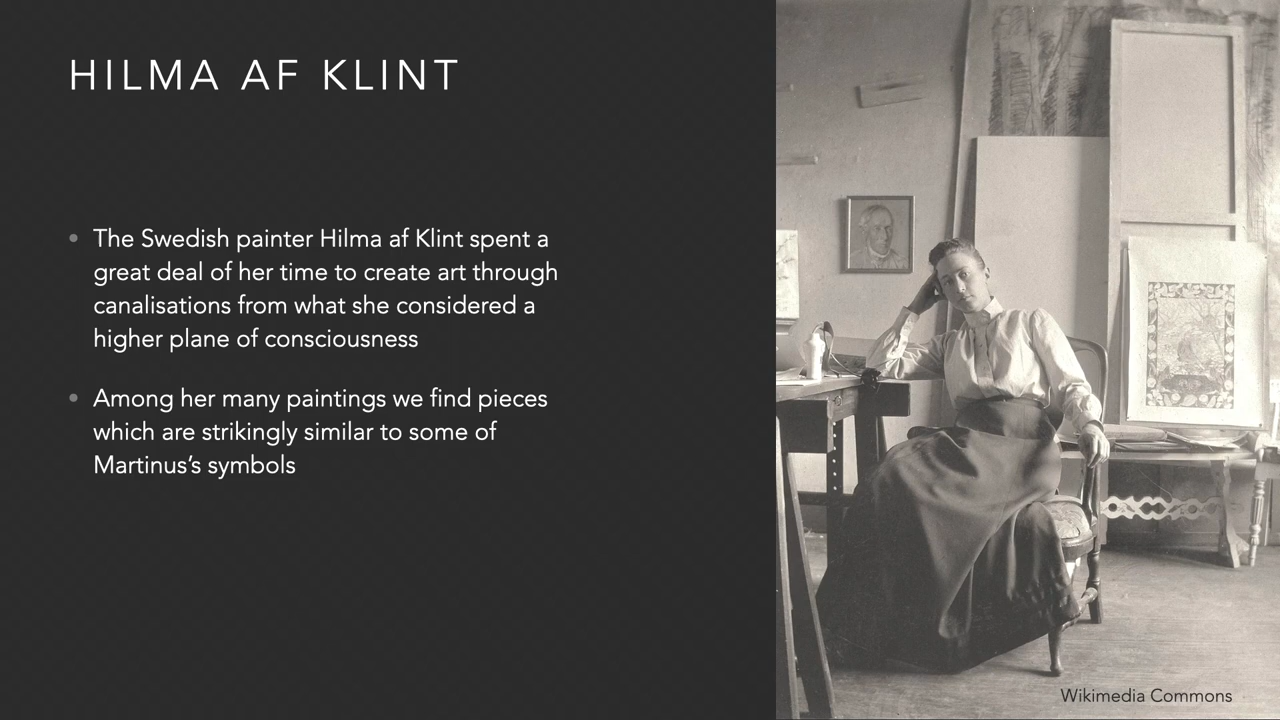 HILMA AF KLINT
• The Swedish painter Hilma af Klint spent a
great deal of her time to create art through
canalisations from what she considered a
higher plane of consciousness
• Among her many paintings we find pieces
which are strikingly similar to some of
Martinus’s symbols
Wikimedia Commons